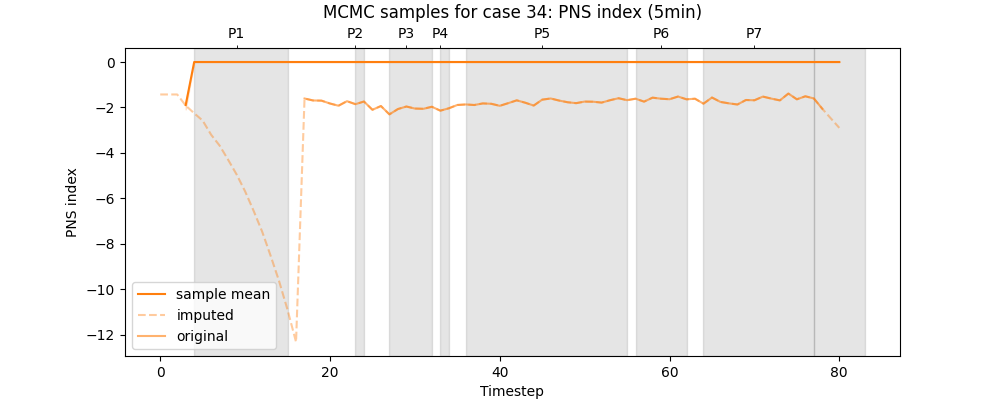 MCMC samples for case 34: PNS index (5min)
P1 P2 P3 P4 P5 P6 P7
0
−2
−4
−6
−8
−10
−12
PNS index
sample mean
imputed
original
0 20 40 60 80
Timestep